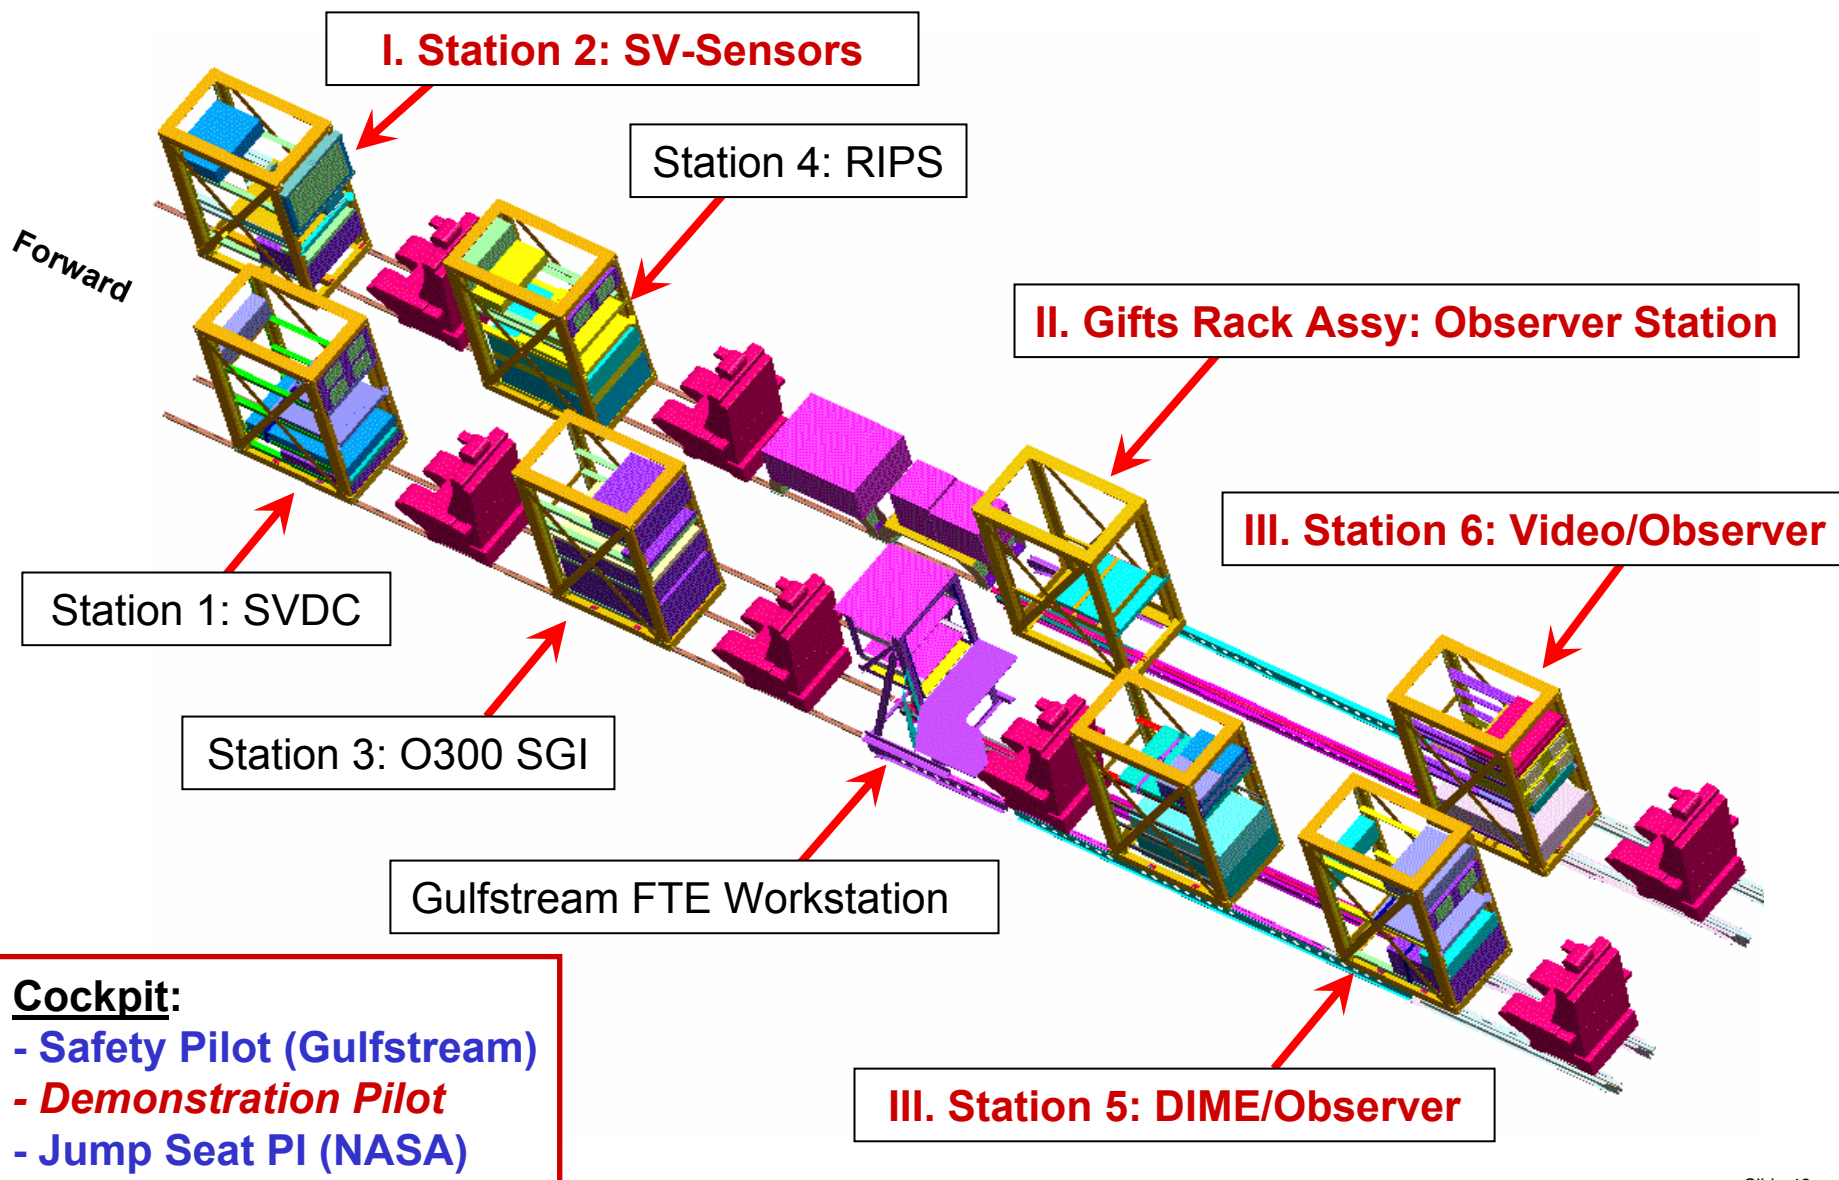 I. Station 2: SV-Sensors
Station 4: RIPS
Forward
II. Gifts Rack Assy: Observer Station
III. Station 6: Video/Observer
Station 1: SVDC
Station 3: O300 SGI
Gulfstream FTE Workstation
III. Station 5: DIME/Observer
Cockpit:
- Safety Pilot (Gulfstream)
- Demonstration Pilot
- Jump Seat PI (NASA)